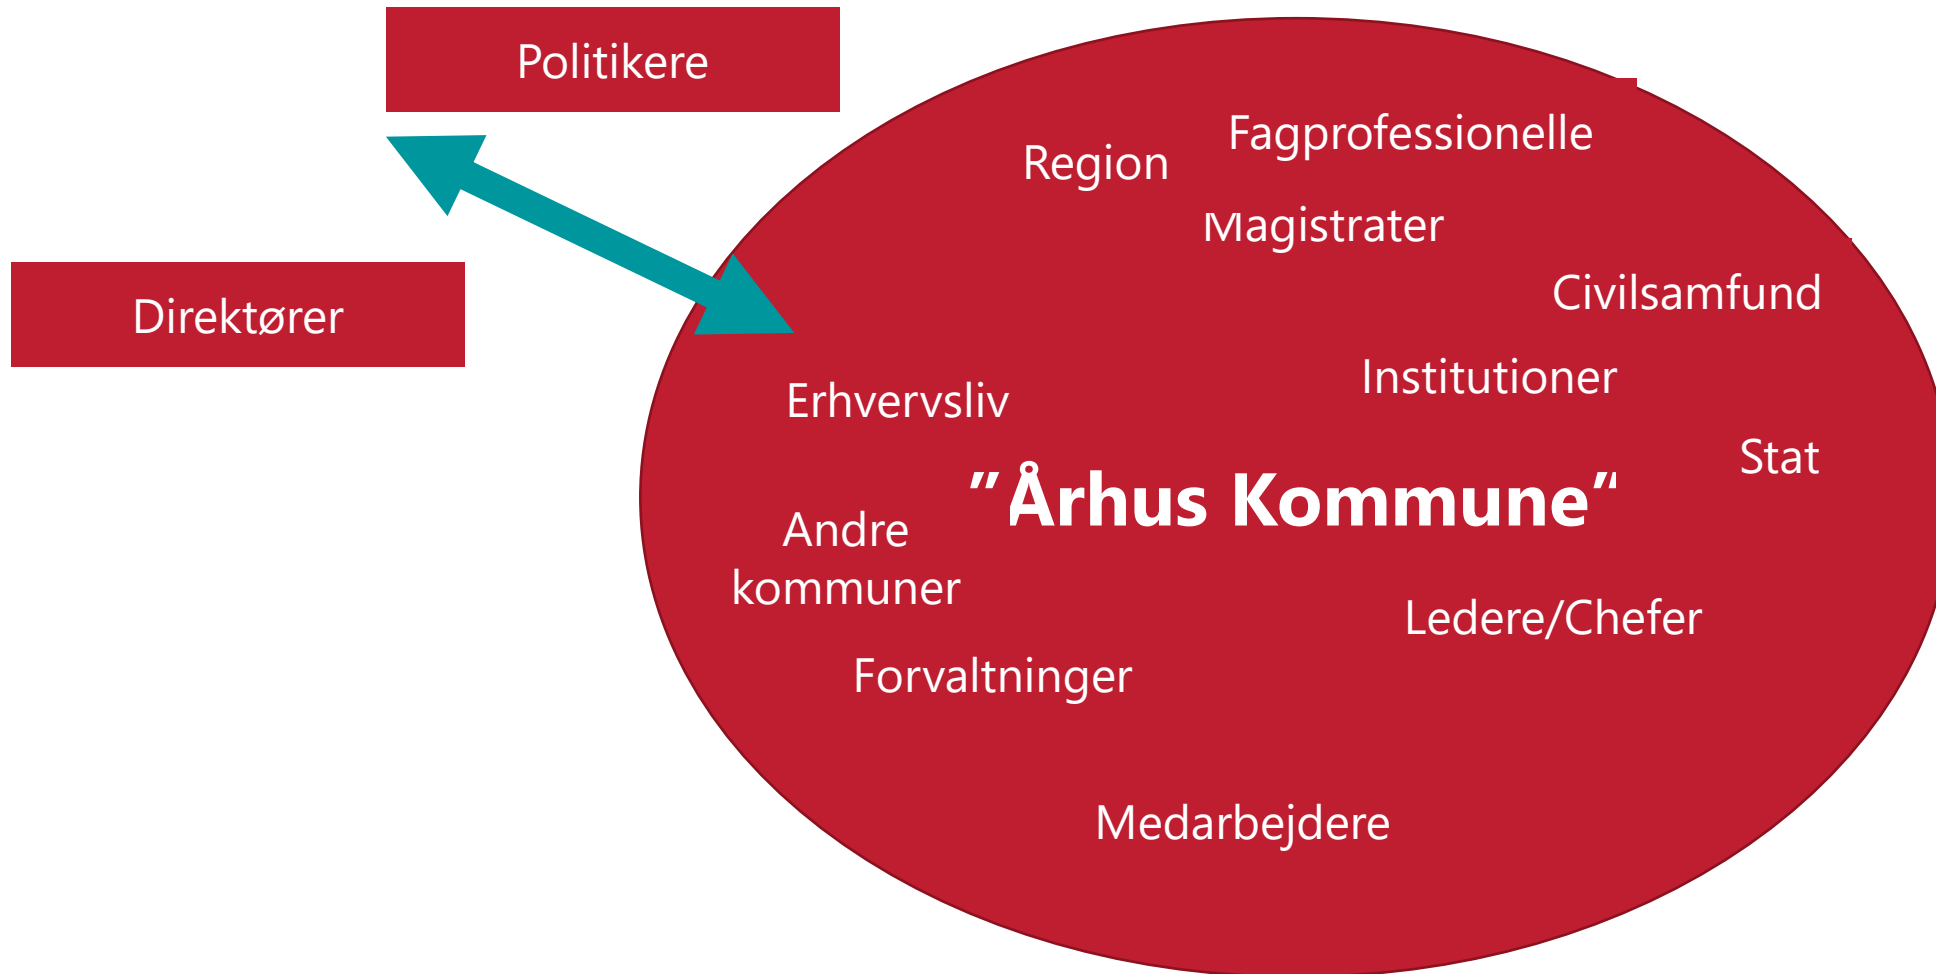 Politikere
Direktører
Fagprofessionelle
Region
Magistrater
Civilsamfund
Institutioner
Erhvervsliv
Stat
”Århus Kommune”
Andre
kommuner
Ledere/Chefer
Forvaltninger
Medarbejdere